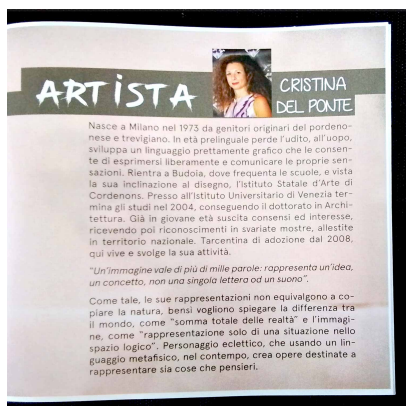 ARTISTA
CRISTINA
DEL PONTE
Nasce a Milano nel 1973 da genitori originari del pordeno-
nese e trevigiano. In età prelinguale perde l'udito, all'uopo,
sviluppa un linguaggio prettamente grafico che le consen-
te di esprimersi liberamente e comunicare le proprie sen-
sazioni. Rientra a Budoia, dove frequenta le scuole, e vista
la sua inclinazione al disegno, l'Istituto Statale d'Arte di
Cordenons. Presso all'Istituto Universitario di Venezia ter-
mina gli studi nel 2004, conseguendo il dottorato in Archi-
tettura. Già in giovane età suscita consensi ed interesse,
ricevendo poi riconoscimenti in svariate mostre, allestite
in territorio nazionale. Tarcentina di adozione dal 2008,
qui vive e svolge la sua attività.
"Un'immagine vale di più di mille parole: rappresenta un'idea,
un concetto, non una singola lettera od un suono".
Come tale, le sue rappresentazioni non equivalgono a co-
piare la natura, bensì vogliono spiegare la differenza tra
il mondo, come "somma totale delle realtà" e l'immagi-
ne, come "rappresentazione solo di una situazione nello
spazio logico". Personaggio eclettico, che usando un lin-
guaggio metafisico, nel contempo, crea opere destinate a
rappresentare sia cose che pensieri.